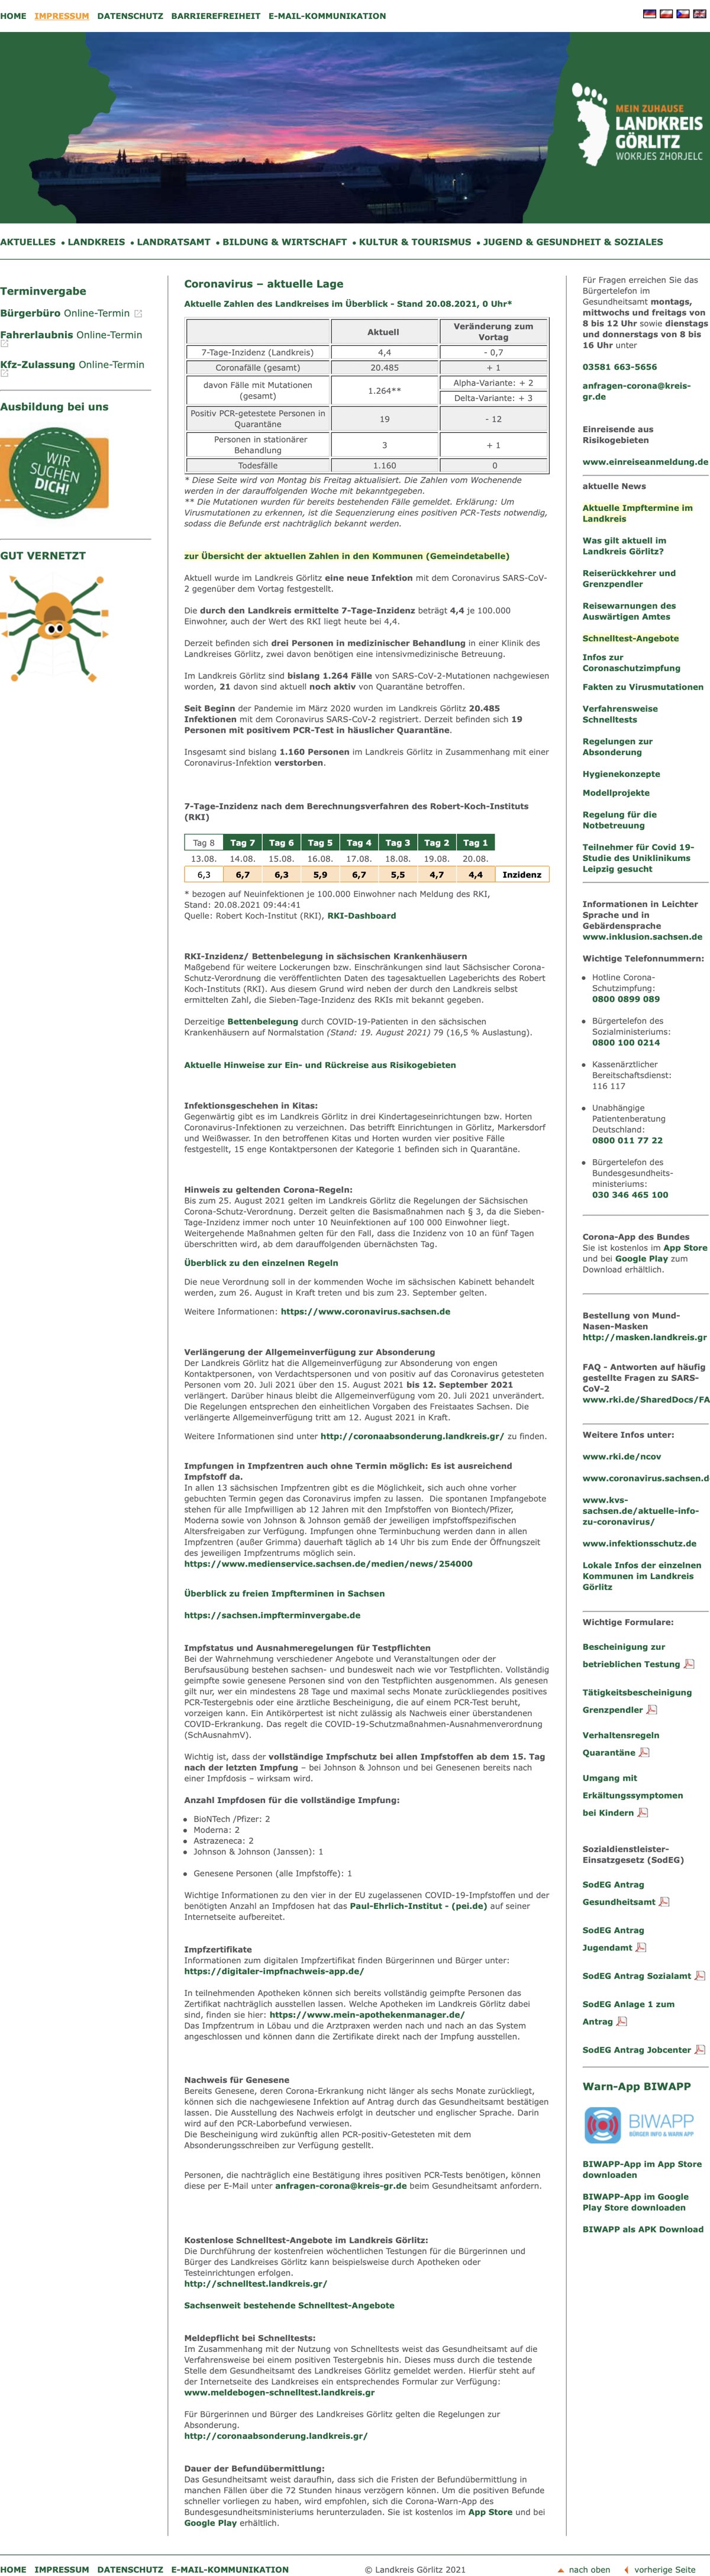 HOME IMPRESSUM DATENSCHUTZ BARRIEREFREIHEIT E-MAIL-KOMMUNIKATION
MEIN ZUHAUSE
LANDKREIS
GÖRLITZ
WOKRJES ZHORJELC
AKTUELLES • LANDKREIS • LANDRATSAMT • BILDUNG & WIRTSCHAFT • KULTUR & TOURISMUS • JUGEND & GESUNDHEIT & SOZIALES
Terminvergabe
Bürgerbüro Online-Termin
Fahrerlaubnis Online-Termin
Kfz-Zulassung Online-Termin
Ausbildung bei uns
WIR
SUCHEN
DICH!
GUT VERNETZT
Coronavirus – aktuelle Lage
Aktuelle Zahlen des Landkreises im Überblick - Stand 20.08.2021, 0 Uhr*
Aktuell Veränderung zum
Vortag
7-Tage-Inzidenz (Landkreis) 4,4 - 0,7
Coronafälle (gesamt) 20.485 + 1
davon Fälle mit Mutationen
(gesamt) 1.264** Alpha-Variante: + 2
Delta-Variante: + 3
Positiv PCR-getestete Personen in
Quarantäne 19 - 12
Personen in stationärer
Behandlung 3 + 1
Todesfälle 1.160 0
* Diese Seite wird von Montag bis Freitag aktualisiert. Die Zahlen vom Wochenende
werden in der darauffolgenden Woche mit bekanntgegeben.
** Die Mutationen wurden für bereits bestehenden Fälle gemeldet. Erklärung: Um
Virusmutationen zu erkennen, ist die Sequenzierung eines positiven PCR-Tests notwendig,
sodass die Befunde erst nachträglich bekannt werden.
zur Übersicht der aktuellen Zahlen in den Kommunen (Gemeindetabelle)
Aktuell wurde im Landkreis Görlitz eine neue Infektion mit dem Coronavirus SARS-CoV-
2 gegenüber dem Vortag festgestellt.
Die durch den Landkreis ermittelte 7-Tage-Inzidenz beträgt 4,4 je 100.000
Einwohner, auch der Wert des RKI liegt heute bei 4,4.
Derzeit befinden sich drei Personen in medizinischer Behandlung in einer Klinik des
Landkreises Görlitz, zwei davon benötigen eine intensivmedizinische Betreuung.
Im Landkreis Görlitz sind bislang 1.264 Fälle von SARS-CoV-2-Mutationen nachgewiesen
worden, 21 davon sind aktuell noch aktiv von Quarantäne betroffen.
Seit Beginn der Pandemie im März 2020 wurden im Landkreis Görlitz 20.485
Infektionen mit dem Coronavirus SARS-CoV-2 registriert. Derzeit befinden sich 19
Personen mit positivem PCR-Test in häuslicher Quarantäne.
Insgesamt sind bislang 1.160 Personen im Landkreis Görlitz in Zusammenhang mit einer
Coronavirus-Infektion verstorben.
7-Tage-Inzidenz nach dem Berechnungsverfahren des Robert-Koch-Instituts
(RKI)
Tag 8 Tag 7 Tag 6 Tag 5 Tag 4 Tag 3 Tag 2 Tag 1
13.08. 14.08. 15.08. 16.08. 17.08. 18.08. 19.08. 20.08.
6,3 6,7 6,3 5,9 6,7 5,5 4,7 4,4 Inzidenz
* bezogen auf Neuinfektionen je 100.000 Einwohner nach Meldung des RKI,
Stand: 20.08.2021 09:44:41
Quelle: Robert Koch-Institut (RKI), RKI-Dashboard
RKI-Inzidenz/ Bettenbelegung in sächsischen Krankenhäusern
Maßgebend für weitere Lockerungen bzw. Einschränkungen sind laut Sächsischer Corona-
Schutz-Verordnung die veröffentlichten Daten des tagesaktuellen Lageberichts des Robert
Koch-Instituts (RKI). Aus diesem Grund wird neben der durch den Landkreis selbst
ermittelten Zahl, die Sieben-Tage-Inzidenz des RKIs mit bekannt gegeben.
Derzeitige Bettenbelegung durch COVID-19-Patienten in den sächsischen
Krankenhäusern auf Normalstation (Stand: 19. August 2021) 79 (16,5 % Auslastung).
Aktuelle Hinweise zur Ein- und Rückreise aus Risikogebieten
Infektionsgeschehen in Kitas:
Gegenwärtig gibt es im Landkreis Görlitz in drei Kindertageseinrichtungen bzw. Horten
Coronavirus-Infektionen zu verzeichnen. Das betrifft Einrichtungen in Görlitz, Markersdorf
und Weißwasser. In den betroffenen Kitas und Horten wurden vier positive Fälle
festgestellt, 15 enge Kontaktpersonen der Kategorie 1 befinden sich in Quarantäne.
Hinweis zu geltenden Corona-Regeln:
Bis zum 25. August 2021 gelten im Landkreis Görlitz die Regelungen der Sächsischen
Corona-Schutz-Verordnung. Derzeit gelten die Basismaßnahmen nach § 3, da die Sieben-
Tage-Inzidenz immer noch unter 10 Neuinfektionen auf 100 000 Einwohner liegt.
Weitergehende Maßnahmen gelten für den Fall, dass die Inzidenz von 10 an fünf Tagen
überschritten wird, ab dem darauffolgenden übernächsten Tag.
Überblick zu den einzelnen Regeln
Die neue Verordnung soll in der kommenden Woche im sächsischen Kabinett behandelt
werden, zum 26. August in Kraft treten und bis zum 23. September gelten.
Weitere Informationen: https://www.coronavirus.sachsen.de
Verlängerung der Allgemeinverfügung zur Absonderung
Der Landkreis Görlitz hat die Allgemeinverfügung zur Absonderung von engen
Kontaktpersonen, von Verdachtspersonen und von positiv auf das Coronavirus getesteten
Personen vom 20. Juli 2021 über den 15. August 2021 bis 12. September 2021
verlängert. Darüber hinaus bleibt die Allgemeinverfügung vom 20. Juli 2021 unverändert.
Die Regelungen entsprechen den einheitlichen Vorgaben des Freistaates Sachsen. Die
verlängerte Allgemeinverfügung tritt am 12. August 2021 in Kraft.
Weitere Informationen sind unter http://coronaabsonderung.landkreis.gr/ zu finden.
Impfungen in Impfzentren auch ohne Termin möglich: Es ist ausreichend
Impfstoff da.
In allen 13 sächsischen Impfzentren gibt es die Möglichkeit, sich auch ohne vorher
gebuchten Termin gegen das Coronavirus impfen zu lassen. Die spontanen Impfangebote
stehen für alle Impfwilligen ab 12 Jahren mit den Impfstoffen von Biontech/Pfizer,
Moderna sowie von Johnson & Johnson gemäß der jeweiligen impfstoffspezifischen
Altersfreigaben zur Verfügung. Impfungen ohne Terminbuchung werden dann in allen
Impfzentren (außer Grimma) dauerhaft täglich ab 14 Uhr bis zum Ende der Öffnungszeit
des jeweiligen Impfzentrums möglich sein.
https://www.medienservice.sachsen.de/medien/news/254000
Überblick zu freien Impfterminen in Sachsen
https://sachsen.impfterminvergabe.de
Impfstatus und Ausnahmeregelungen für Testpflichten
Bei der Wahrnehmung verschiedener Angebote und Veranstaltungen oder der
Berufsausübung bestehen sachsen- und bundesweit nach wie vor Testpflichten. Vollständig
geimpfte sowie genesene Personen sind von den Testpflichten ausgenommen. Als genesen
gilt nur, wer ein mindestens 28 Tage und maximal sechs Monate zurückliegendes positives
PCR-Testergebnis oder eine ärztliche Bescheinigung, die auf einem PCR-Test beruht,
vorzeigen kann. Ein Antikörpertest ist nicht zulässig als Nachweis einer überstandenen
COVID-Erkrankung. Das regelt die COVID-19-Schutzmaßnahmen-Ausnahmenverordnung
(SchAusnahmV).
Wichtig ist, dass der vollständige Impfschutz bei allen Impfstoffen ab dem 15. Tag
nach der letzten Impfung – bei Johnson & Johnson und bei Genesenen bereits nach
einer Impfdosis – wirksam wird.
Anzahl Impfdosen für die vollständige Impfung:
• BioNTech /Pfizer: 2
• Moderna: 2
• Astrazeneca: 2
• Johnson & Johnson (Janssen): 1
• Genesene Personen (alle Impfstoffe): 1
Wichtige Informationen zu den vier in der EU zugelassenen COVID-19-Impfstoffen und der
benötigten Anzahl an Impfdosen hat das Paul-Ehrlich-Institut - (pei.de) auf seiner
Internetseite aufbereitet.
Impfzertifikate
Informationen zum digitalen Impfzertifikat finden Bürgerinnen und Bürger unter:
https://digitaler-impfnachweis-app.de/
In teilnehmenden Apotheken können sich bereits vollständig geimpfte Personen das
Zertifikat nachträglich ausstellen lassen. Welche Apotheken im Landkreis Görlitz dabei
sind, finden sie hier: https://www.mein-apothekenmanager.de/
Das Impfzentrum in Löbau und die Arztpraxen werden nach und nach an das System
angeschlossen und können dann die Zertifikate direkt nach der Impfung ausstellen.
Nachweis für Genesene
Bereits Genesene, deren Corona-Erkrankung nicht länger als sechs Monate zurückliegt,
können sich die nachgewiesene Infektion auf Antrag durch das Gesundheitsamt bestätigen
lassen. Die Ausstellung des Nachweis erfolgt in deutscher und englischer Sprache. Darin
wird auf den PCR-Laborbefund verwiesen.
Die Bescheinigung wird zukünftig allen PCR-positiv-Getesteten mit dem
Absonderungsschreiben zur Verfügung gestellt.
Personen, die nachträglich eine Bestätigung ihres positiven PCR-Tests benötigen, können
diese per E-Mail unter anfragen-corona@kreis-gr.de beim Gesundheitsamt anfordern.
Kostenlose Schnelltest-Angebote im Landkreis Görlitz:
Die Durchführung der kostenfreien wöchentlichen Testungen für die Bürgerinnen und
Bürger des Landkreises Görlitz kann beispielsweise durch Apotheken oder
Testeinrichtungen erfolgen.
http://schnelltest.landkreis.gr/
Sachsenweit bestehende Schnelltest-Angebote
Meldepflicht bei Schnelltests:
Im Zusammenhang mit der Nutzung von Schnelltests weist das Gesundheitsamt auf die
Verfahrensweise bei einem positiven Testergebnis hin. Dieses muss durch die testende
Stelle dem Gesundheitsamt des Landkreises Görlitz gemeldet werden. Hierfür steht auf
der Internetseite des Landkreises ein entsprechendes Formular zur Verfügung:
www.meldebogen-schnelltest.landkreis.gr
Für Bürgerinnen und Bürger des Landkreises Görlitz gelten die Regelungen zur
Absonderung.
http://coronaabsonderung.landkreis.gr/
Dauer der Befundübermittlung:
Das Gesundheitsamt weist daraufhin, dass sich die Fristen der Befundübermittlung in
manchen Fällen über die 72 Stunden hinaus verzögern können. Um die positiven Befunde
schneller vorliegen zu haben, wird empfohlen, sich die Corona-Warn-App des
Bundesgesundheitsministeriums herunterzuladen. Sie ist kostenlos im App Store und bei
Google Play erhältlich.
Für Fragen erreichen Sie das
Bürgertelefon im
Gesundheitsamt montags,
mittwochs und freitags von
8 bis 12 Uhr sowie dienstags
und donnerstags von 8 bis
16 Uhr unter
03581 663-5656
anfragen-corona@kreis-
gr.de
Einreisende aus
Risikogebieten
www.einreiseanmeldung.de
aktuelle News
Aktuelle Impftermine im
Landkreis
Was gilt aktuell im
Landkreis Görlitz?
Reiserückkehrer und
Grenzpendler
Reisewarnungen des
Auswärtigen Amtes
Schnelltest-Angebote
Infos zur
Coronaschutzimpfung
Fakten zu Virusmutationen
Verfahrensweise
Schnelltests
Regelungen zur
Absonderung
Hygienekonzepte
Modellprojekte
Regelung für die
Notbetreuung
Teilnehmer für Covid 19-
Studie des Uniklinikums
Leipzig gesucht
Informationen in Leichter
Sprache und in
Gebärdensprache
www.inklusion.sachsen.de
Wichtige Telefonnummern:
• Hotline Corona-
Schutzimpfung:
0800 0899 089
• Bürgertelefon des
Sozialministeriums:
0800 100 0214
• Kassenärztlicher
Bereitschaftsdienst:
116 117
• Unabhängige
Patientenberatung
Deutschland:
0800 011 77 22
• Bürgertelefon des
Bundesgesundheits-
ministeriums:
030 346 465 100
Corona-App des Bundes
Sie ist kostenlos im App Store
und bei Google Play zum
Download erhältlich.
Bestellung von Mund-
Nasen-Masken
http://masken.landkreis.gr
FAQ - Antworten auf häufig
gestellte Fragen zu SARS-
CoV-2
www.rki.de/SharedDocs/FA
Weitere Infos unter:
www.rki.de/ncov
www.coronavirus.sachsen.d
www.kvs-
sachsen.de/aktuelle-info-
zu-coronavirus/
www.infektionsschutz.de
Lokale Infos der einzelnen
Kommunen im Landkreis
Görlitz
Wichtige Formulare:
Bescheinigung zur
betrieblichen Testung
Tätigkeitsbescheinigung
Grenzpendler
Verhaltensregeln
Quarantäne
Umgang mit
Erkältungssymptomen
bei Kindern
Sozialdienstleister-
Einsatzgesetz (SodEG)
SodEG Antrag
Gesundheitsamt
SodEG Antrag
Jugendamt
SodEG Antrag Sozialamt
SodEG Anlage 1 zum
Antrag
SodEG Antrag Jobcenter
Warn-App BIWAPP
BIWAPP
BÜRGER INFO & WARN APP
BIWAPP-App im App Store
downloaden
BIWAPP-App im Google
Play Store downloaden
BIWAPP als APK Download
HOME IMPRESSUM DATENSCHUTZ E-MAIL-KOMMUNIKATION © Landkreis Görlitz 2021 nach oben vorherige Seite